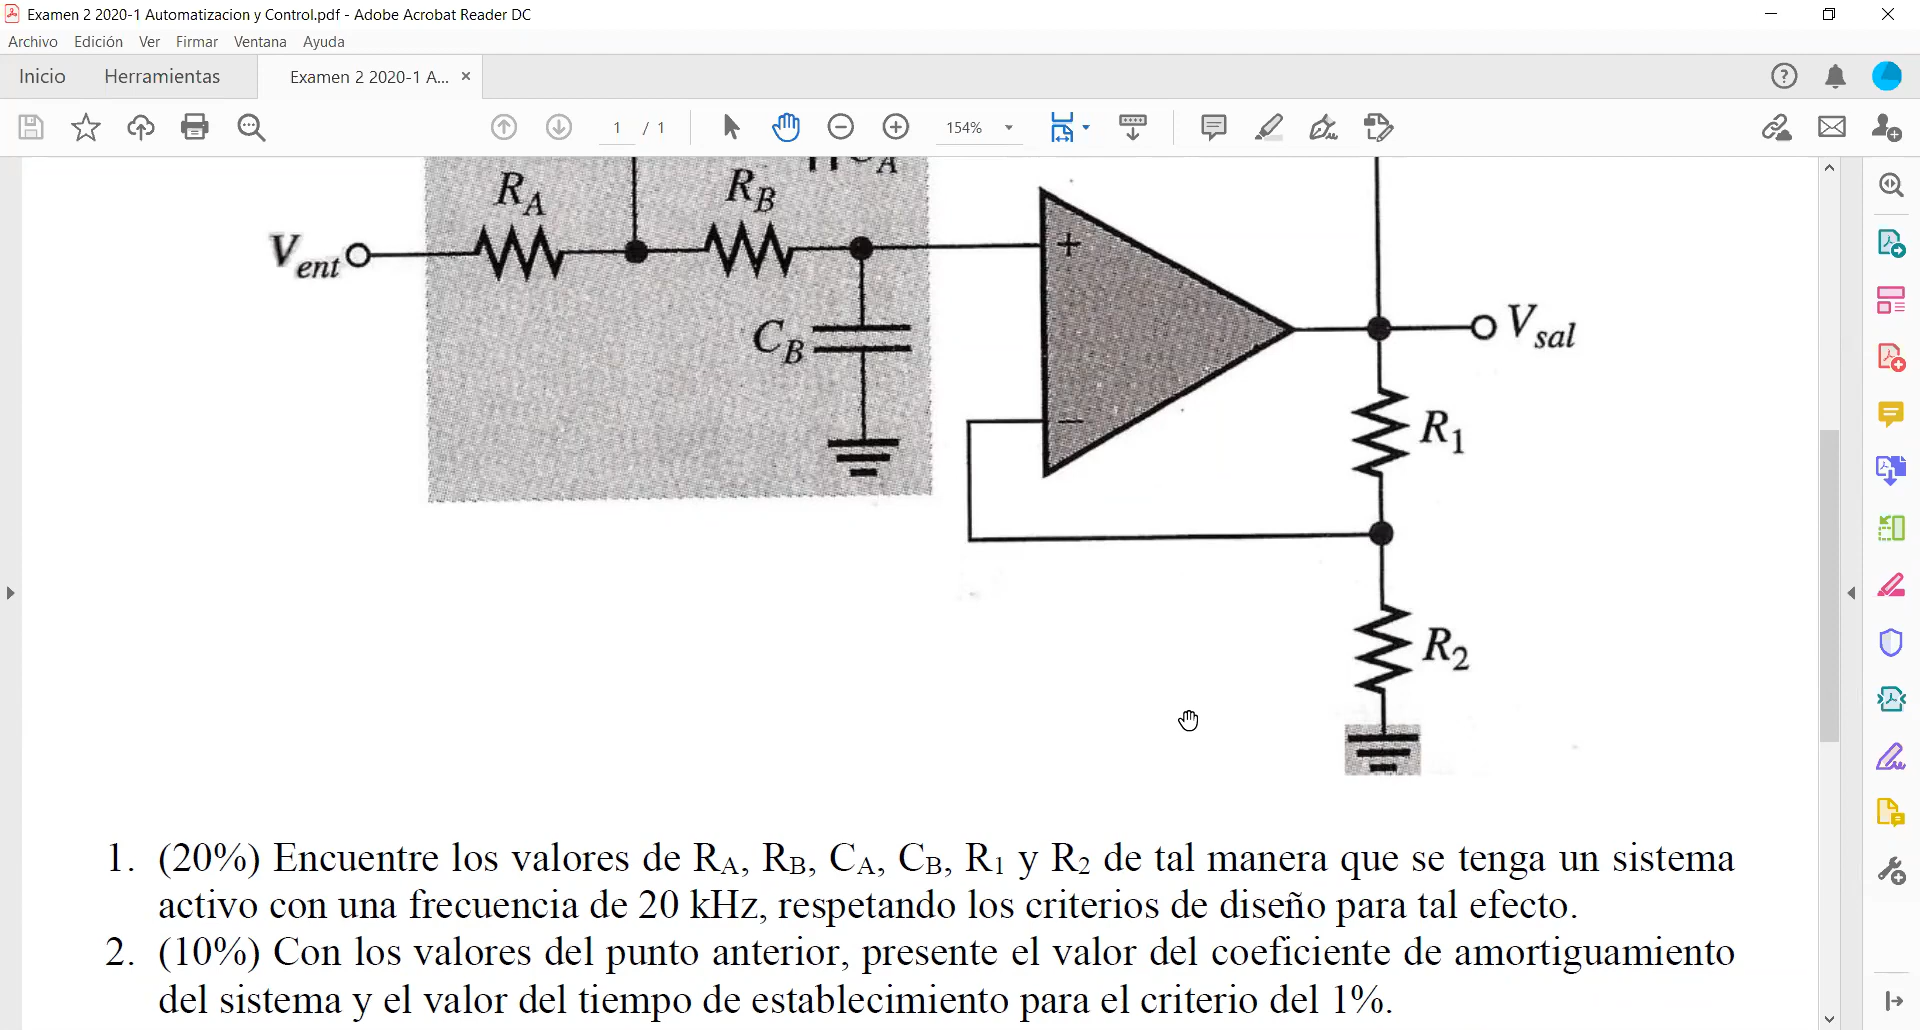 Examen 2 2020-1 Automatizacion y Control.pdf - Adobe Acrobat Reader DC
Archivo Edición Ver Firmar Ventana Ayuda
Inicio Herramientas Examen 2 2020-1 A... ×
1 / 1 154%
R_A R_B C_A
V_ent
+
C_B
V_sal
−
R_1
R_2
1. (20%) Encuentre los valores de R_A, R_B, C_A, C_B, R_1 y R_2 de tal manera que se tenga un sistema
activo con una frecuencia de 20 kHz, respetando los criterios de diseño para tal efecto.
2. (10%) Con los valores del punto anterior, presente el valor del coeficiente de amortiguamiento
del sistema y el valor del tiempo de establecimiento para el criterio del 1%.